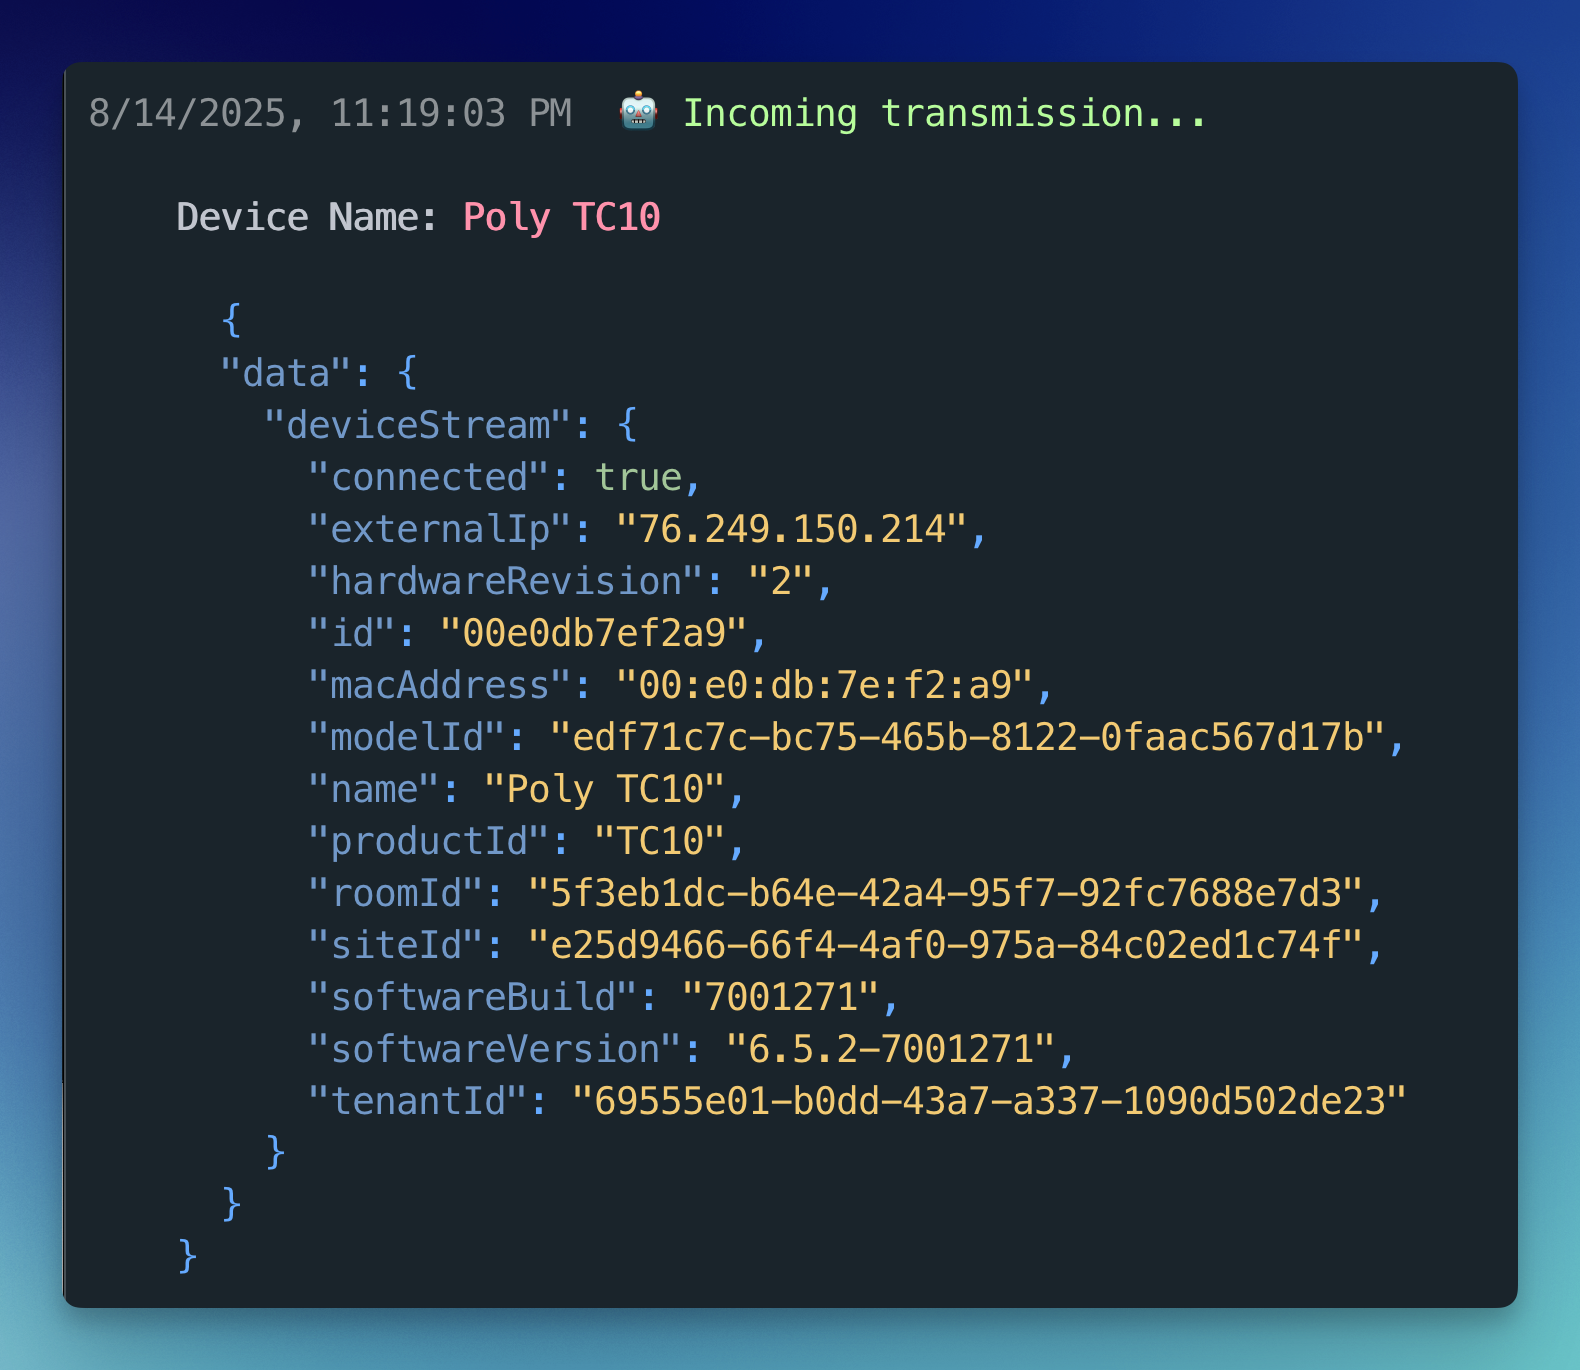 8/14/2025, 11:19:03 PM 🤖 Incoming transmission...
Device Name: Poly TC10
{
"data": {
"deviceStream": {
"connected": true,
"externalIp": "76.249.150.214",
"hardwareRevision": "2",
"id": "00e0db7ef2a9",
"macAddress": "00:e0:db:7e:f2:a9",
"modelId": "edf71c7c-bc75-465b-8122-0faac567d17b",
"name": "Poly TC10",
"productId": "TC10",
"roomId": "5f3eb1dc-b64e-42a4-95f7-92fc7688e7d3",
"siteId": "e25d9466-66f4-4af0-975a-84c02ed1c74f",
"softwareBuild": "7001271",
"softwareVersion": "6.5.2-7001271",
"tenantId": "69555e01-b0dd-43a7-a337-1090d502de23"
}
}
}